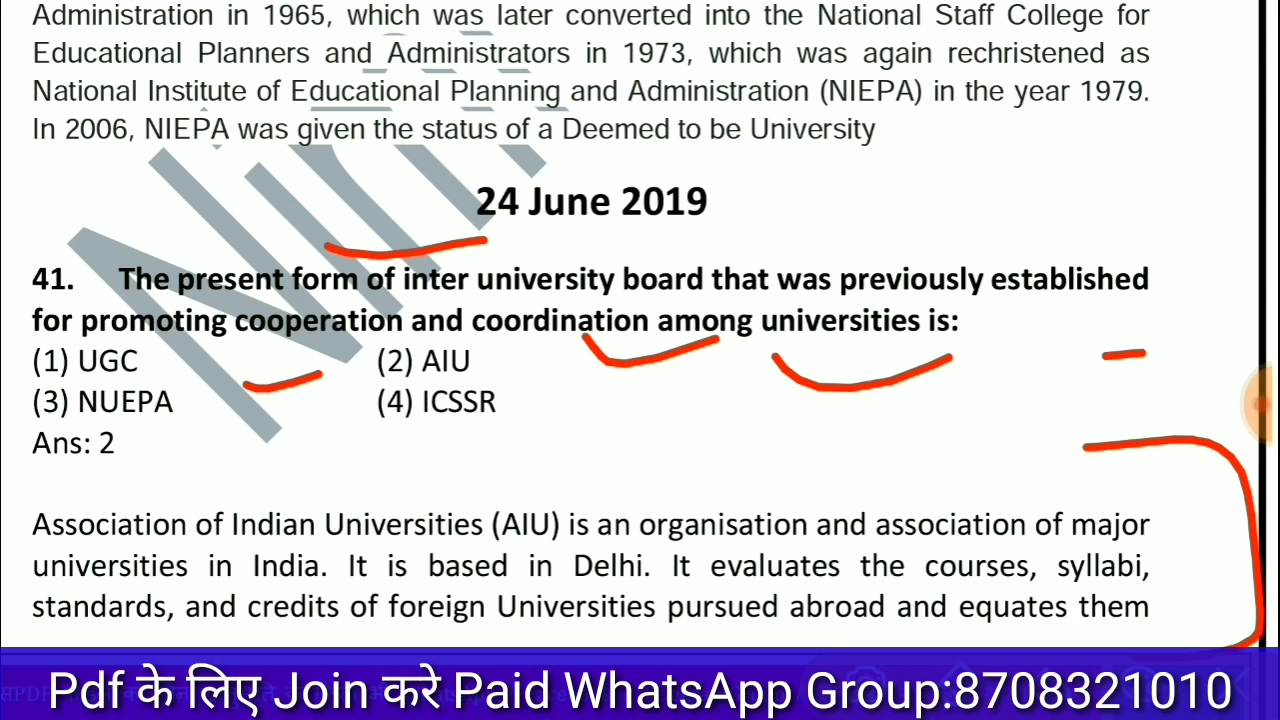 Administration in 1965, which was later converted into the National Staff College for
Educational Planners and Administrators in 1973, which was again rechristened as
National Institute of Educational Planning and Administration (NIEPA) in the year 1979.
In 2006, NIEPA was given the status of a Deemed to be University
24 June 2019
41. The present form of inter university board that was previously established
for promoting cooperation and coordination among universities is:
(1) UGC (2) AIU
(3) NUEPA (4) ICSSR
Ans: 2
Association of Indian Universities (AIU) is an organisation and association of major
universities in India. It is based in Delhi. It evaluates the courses, syllabi,
standards, and credits of foreign Universities pursued abroad and equates them
Pdf के लिए Join करे Paid WhatsApp Group:8708321010